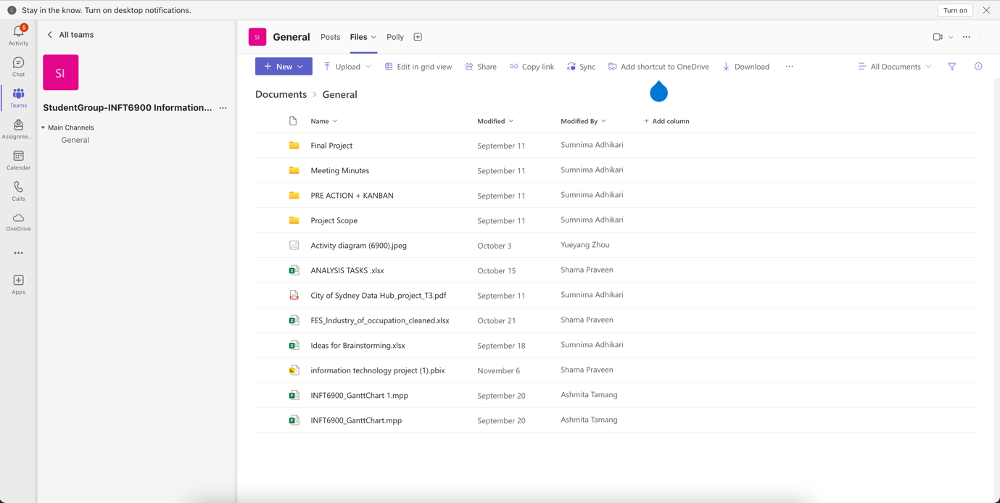 Stay in the know. Turn on desktop notifications.
Turn on
5
Activity
Chat
Teams
Assignme...
Calendar
Calls
OneDrive
Apps
All teams
SI
StudentGroup-INFT6900 Information...
Main Channels
General
SI General Posts Files Polly
New Upload Edit in grid view Share Copy link Sync Add shortcut to OneDrive Download All Documents
Documents General
Name Modified Modified By + Add column
Final Project September 11 Sumnima Adhikari
Meeting Minutes September 11 Sumnima Adhikari
PRE ACTION + KANBAN September 11 Sumnima Adhikari
Project Scope September 11 Sumnima Adhikari
Activity diagram (6900).jpeg October 3 Yueyang Zhou
ANALYSIS TASKS .xlsx October 15 Shama Praveen
City of Sydney Data Hub_project_T3.pdf September 11 Sumnima Adhikari
FES_Industry_of_occupation_cleaned.xlsx October 21 Shama Praveen
Ideas for Brainstorming.xlsx September 18 Sumnima Adhikari
information technology project (1).pbix November 6 Shama Praveen
INFT6900_GanttChart 1.mpp September 20 Ashmita Tamang
INFT6900_GanttChart.mpp September 20 Ashmita Tamang